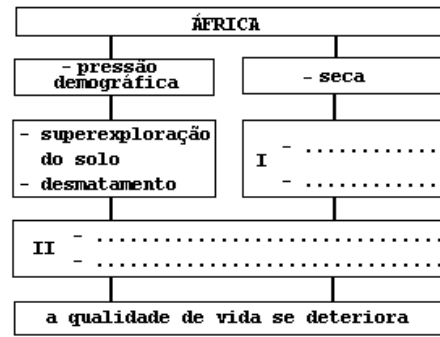 ÁFRICA
- pressão
demográfica
- seca
- superexploração
do solo
- desmatamento
I
- ................
- ................
II
- ........................................
- ........................................
a qualidade de vida se deteriora